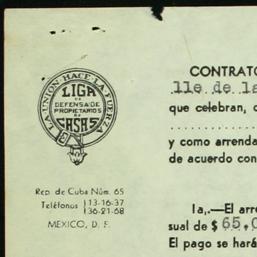 CONTRATO
lle de la
LA UNION HACE LA FUERZA
LIGA
DEFENSA DE
PROPIETARIOS
DE
CASAS
que celebran,
y como arrenda
de acuerdo con
Rep. de Cuba Núm. 65
Teléfonos 13-16-37
36-21-68
MEXICO, D. F.
1a,.—El arre
sual de $ 65.0
El pago se hará